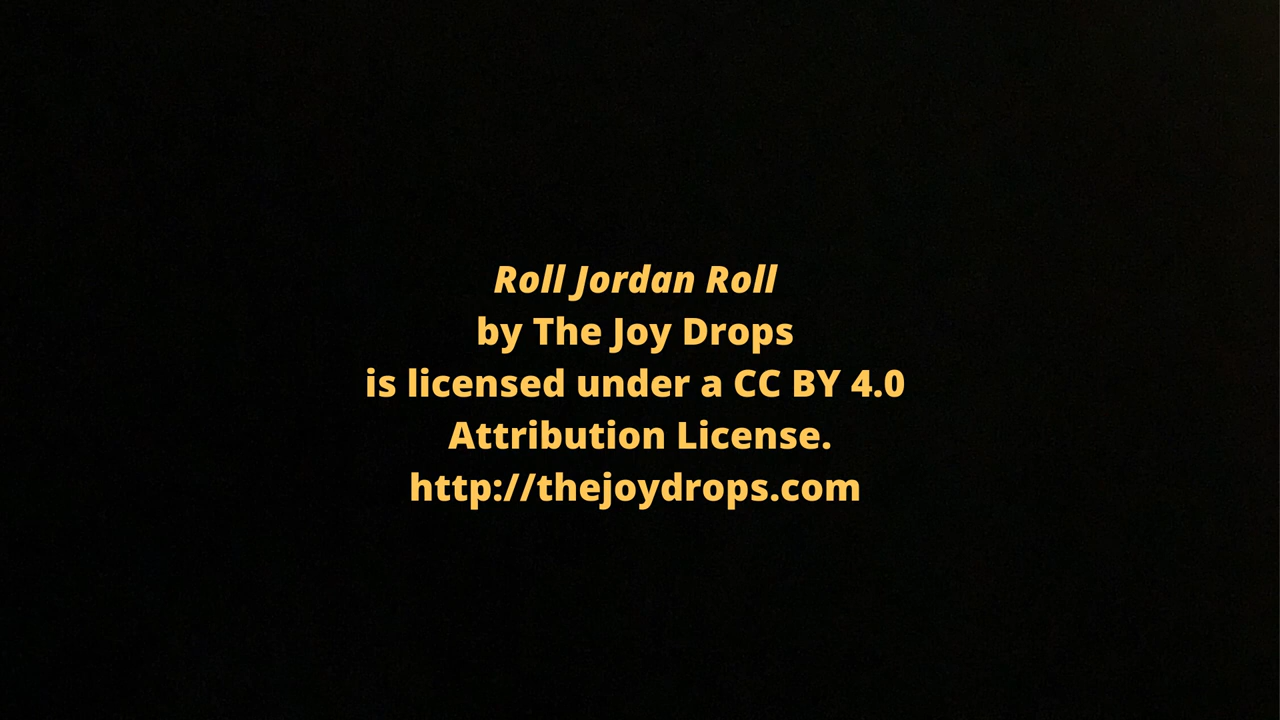 Roll Jordan Roll
by The Joy Drops
is licensed under a CC BY 4.0
Attribution License.
http://thejoydrops.com